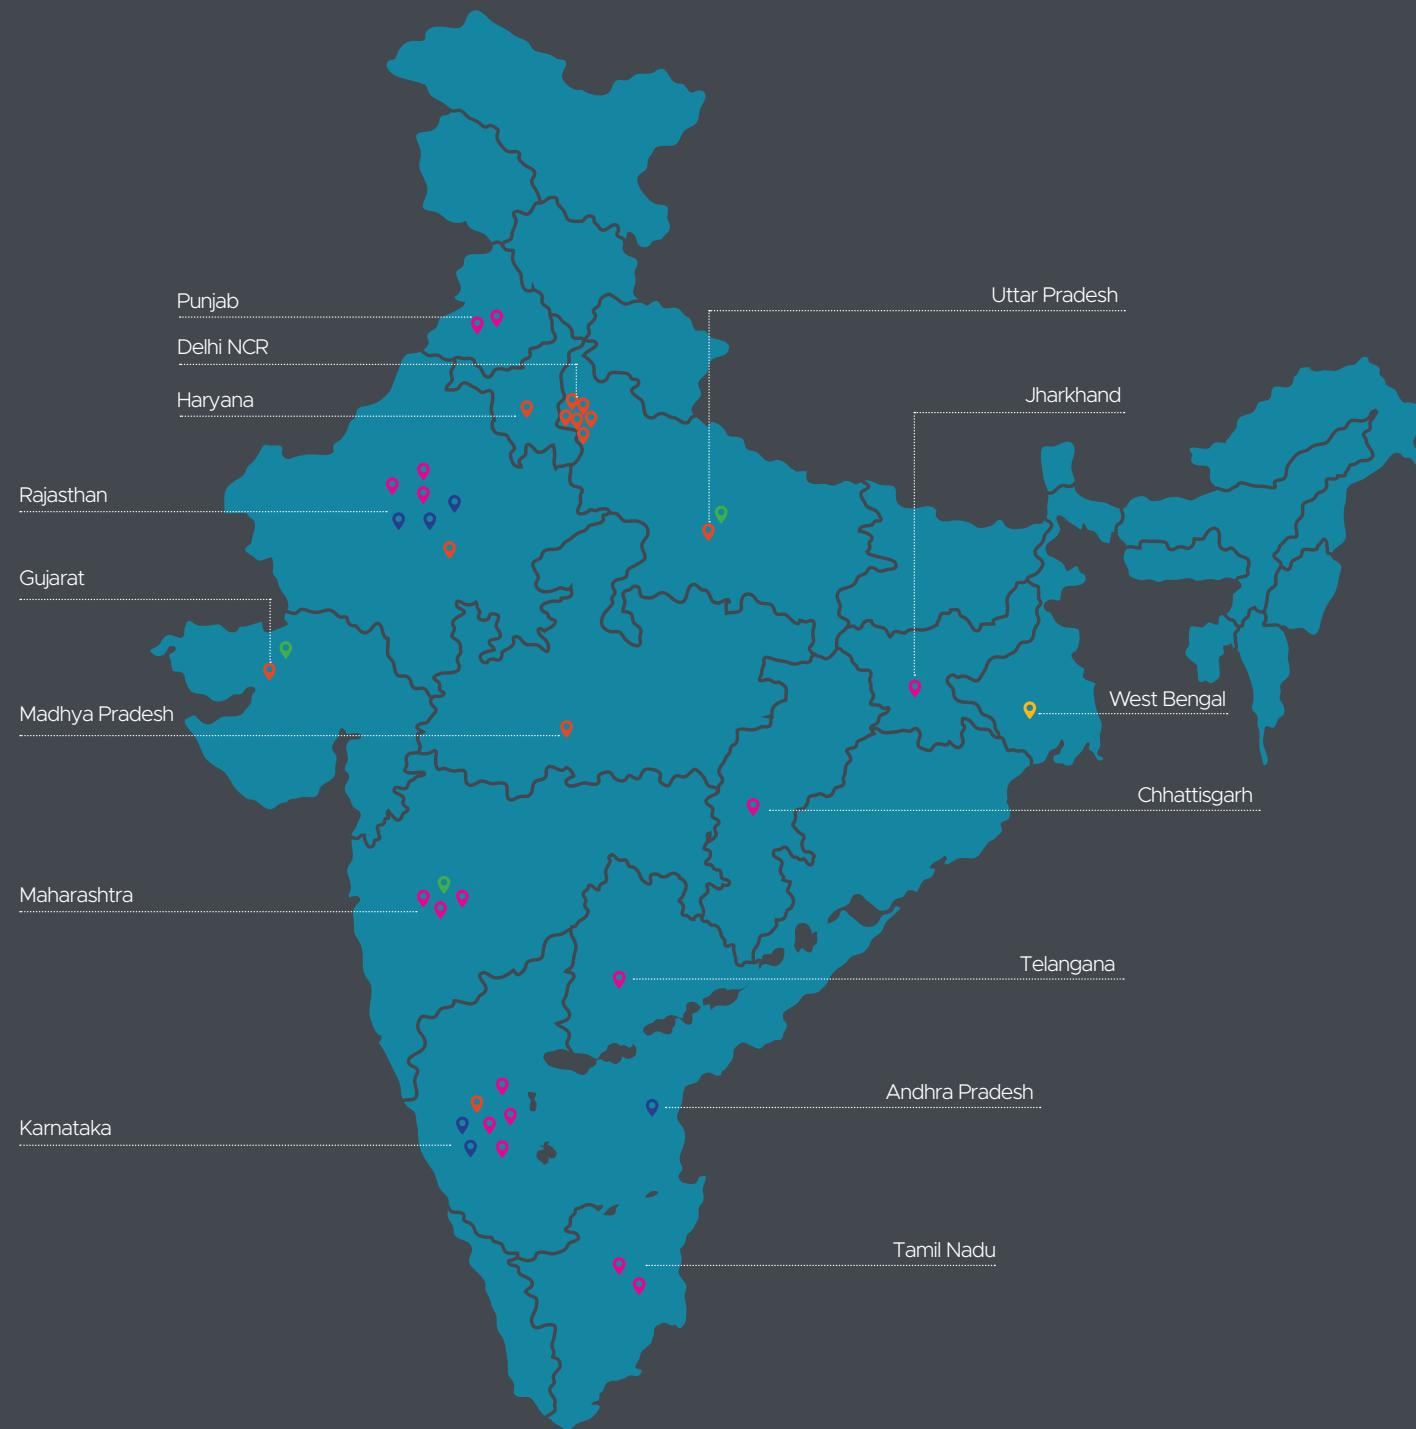 Punjab
Delhi NCR
Haryana
Rajasthan
Gujarat
Madhya Pradesh
Maharashtra
Karnataka
Uttar Pradesh
Jharkhand
West Bengal
Chhattisgarh
Telangana
Andhra Pradesh
Tamil Nadu